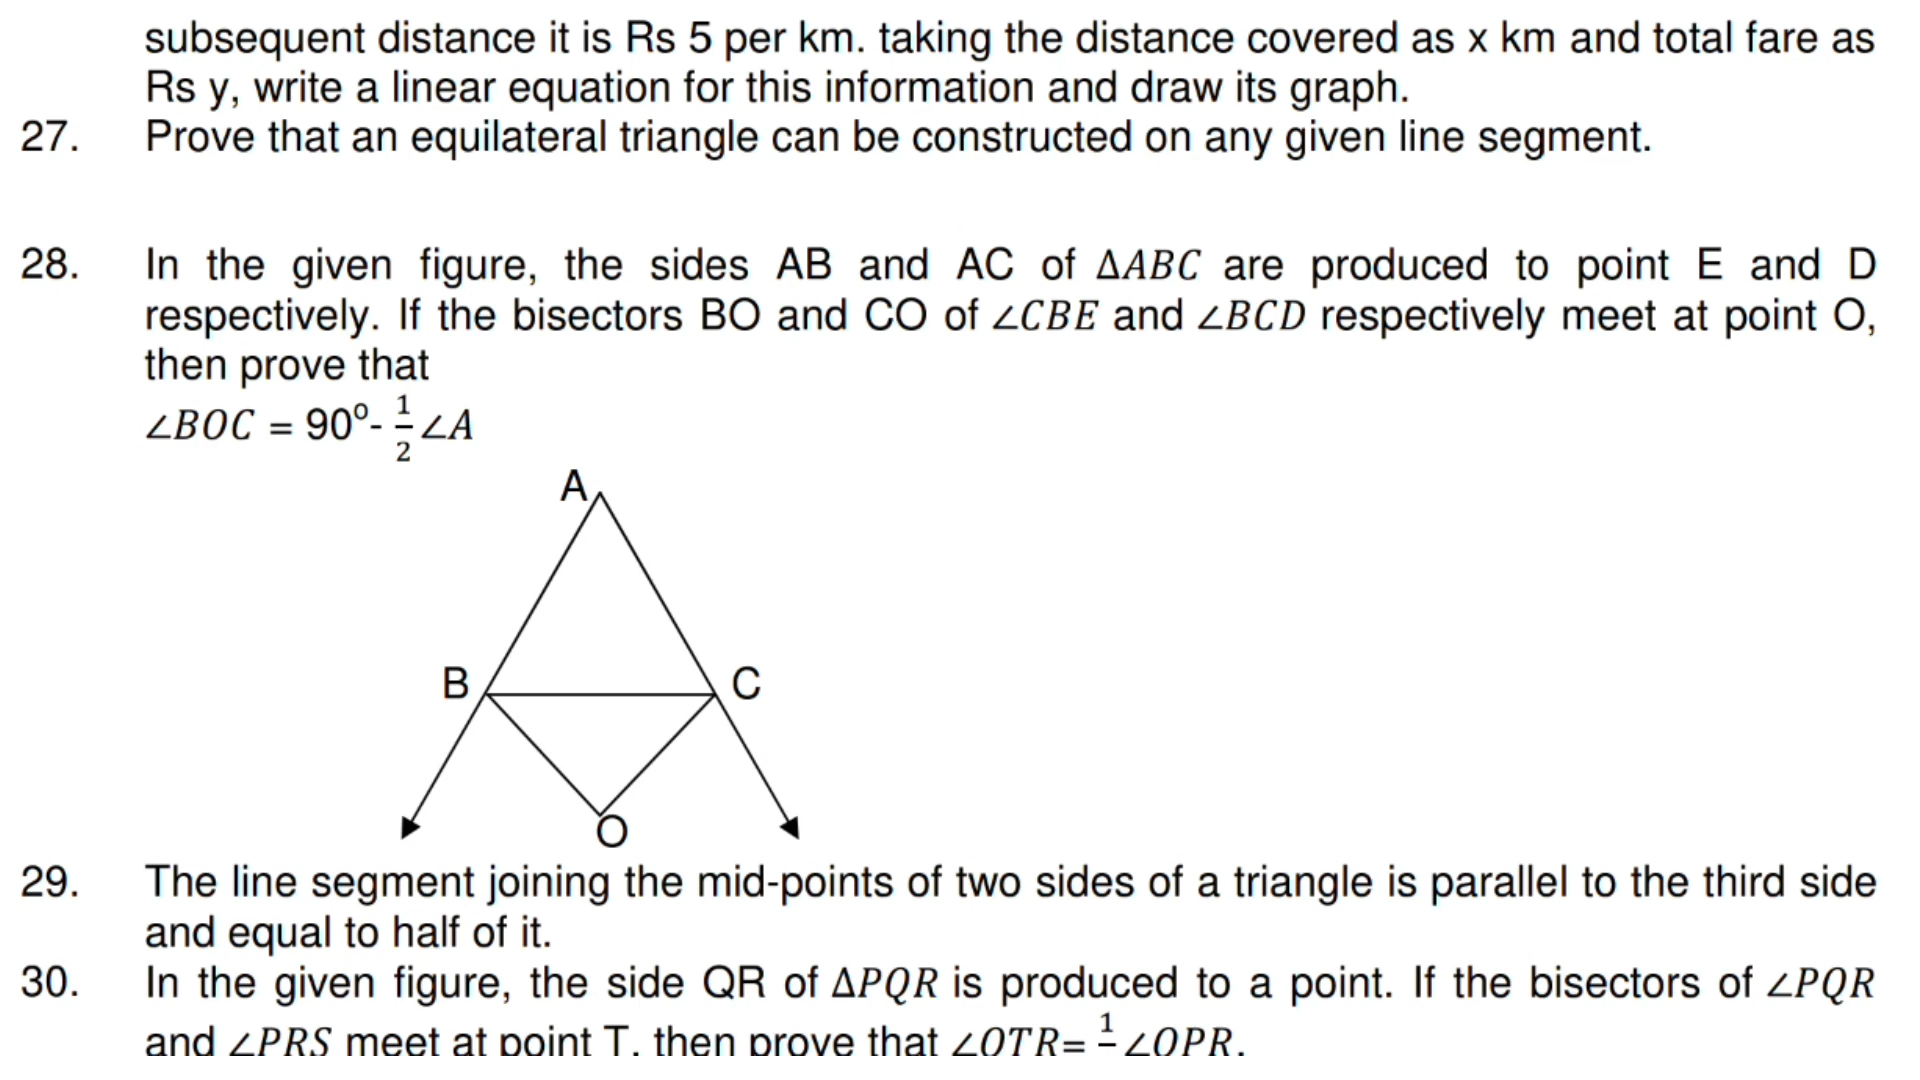 subsequent distance it is Rs 5 per km. taking the distance covered as x km and total fare as
Rs y, write a linear equation for this information and draw its graph.
27. Prove that an equilateral triangle can be constructed on any given line segment.
28. In the given figure, the sides AB and AC of ΔABC are produced to point E and D
respectively. If the bisectors BO and CO of ∠CBE and ∠BCD respectively meet at point O,
then prove that
∠BOC = 90⁰- 1/2 ∠A
A
B C
O
29. The line segment joining the mid-points of two sides of a triangle is parallel to the third side
and equal to half of it.
30. In the given figure, the side QR of ΔPQR is produced to a point. If the bisectors of ∠PQR
and ∠PRS meet at point T, then prove that ∠QTR= 1 ∠QPR.